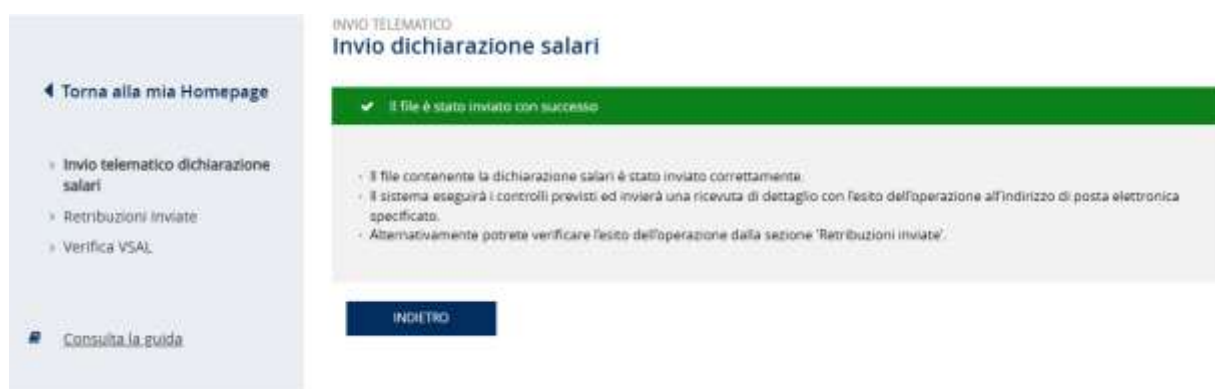 INVIO TELEMATICO
Invio dichiarazione salari
Torna alla mia Homepage
Il file è stato inviato con successo
Invio telematico dichiarazione
salari
Retribuzioni Inviate
Verifica VSAL
Il file contenente la dichiarazione salari è stato inviato correttamente.
Il sistema eseguirà i controlli previsti ed invierà una ricevuta di dettaglio con l'esito dell'operazione all'indirizzo di posta elettronica
specificato.
Alternativamente potrete verificare l'esito dell'operazione dalla sezione 'Retribuzioni inviate'.
INDIETRO
Consulta la guida